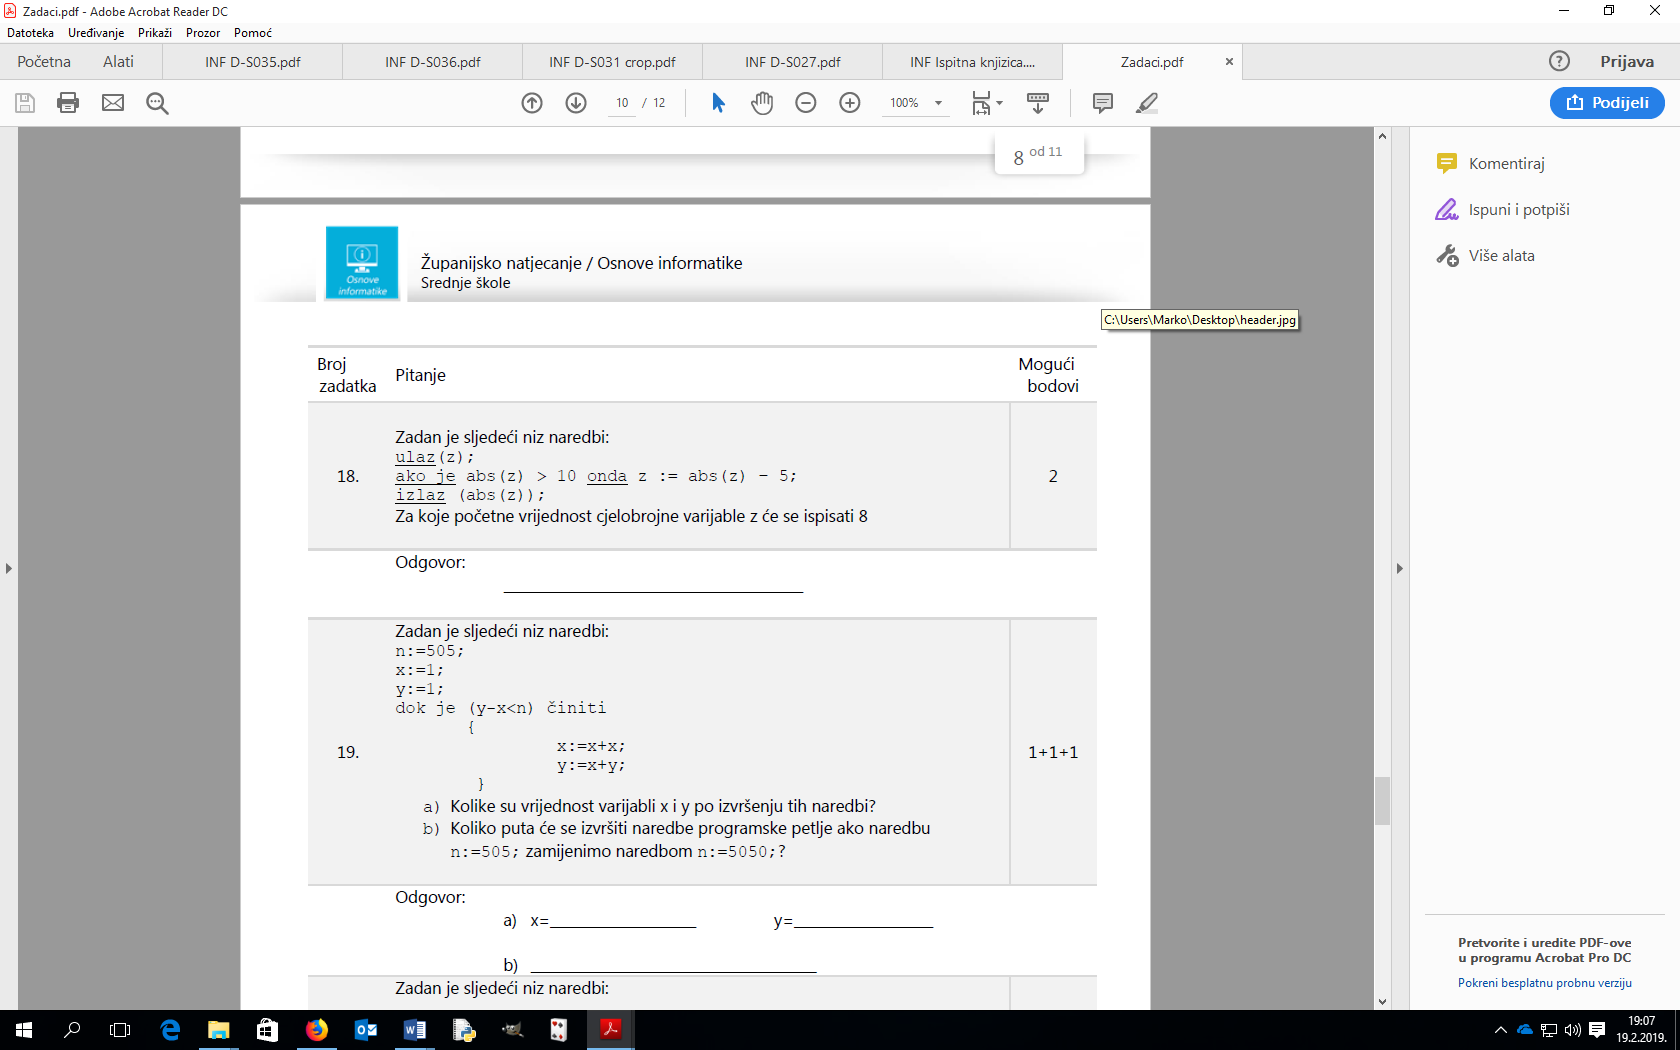 Zadaci.pdf - Adobe Acrobat Reader DC
Datoteka Uređivanje Prikaži Prozor Pomoć
Početna Alati INF D-S035.pdf INF D-S036.pdf INF D-S031 crop.pdf INF D-S027.pdf INF Ispitna knjizica.... Zadaci.pdf × ? Prijava
10 / 12 100% Podijeli
8 od 11
Komentiraj
Ispuni i potpiši
Više alata
Osnove informatike
Županijsko natjecanje / Osnove informatike
Srednje škole
C:\Users\Marko\Desktop\header.jpg
Broj zadatka Pitanje Mogući bodovi
Zadan je sljedeći niz naredbi:
ulaz(z);
18. ako je abs(z) > 10 onda z := abs(z) - 5; 2
izlaz (abs(z));
Za koje početne vrijednost cjelobrojne varijable z će se ispisati 8
Odgovor:
Zadan je sljedeći niz naredbi:
n:=505;
x:=1;
y:=1;
dok je (y-x<n) činiti
{
x:=x+x;
19. 1+1+1
y:=x+y;
}
a) Kolike su vrijednost varijabli x i y po izvršenju tih naredbi?
b) Koliko puta će se izvršiti naredbe programske petlje ako naredbu
n:=505; zamijenimo naredbom n:=5050;?
Odgovor:
a) x=________________ y=________________
b) ________________
Zadan je sljedeći niz naredbi:
Pretvorite i uredite PDF-ove
u programu Acrobat Pro DC
Pokreni besplatnu probnu verziju
19:07
19.2.2019.